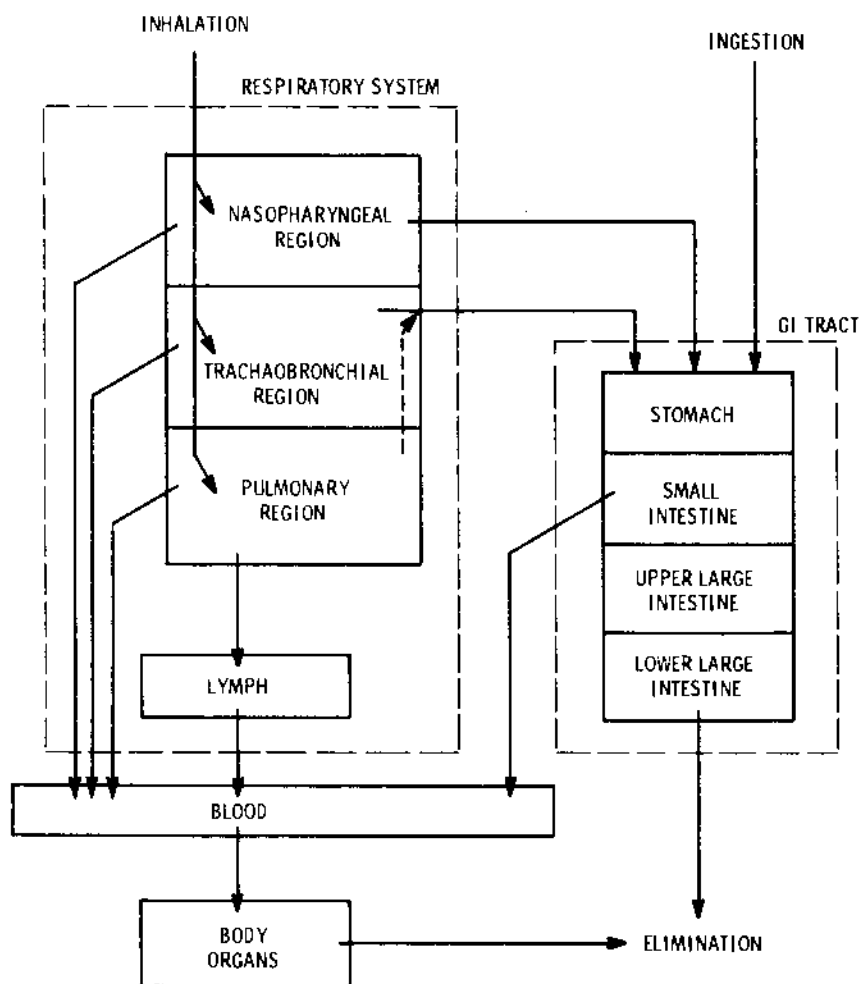 INHALATION
INGESTION
RESPIRATORY SYSTEM
NASOPHARYNGEAL
REGION
TRACHAOBRONCHIAL
REGION
PULMONARY
REGION
LYMPH
GI TRACT
STOMACH
SMALL
INTESTINE
UPPER LARGE
INTESTINE
LOWER LARGE
INTESTINE
BLOOD
BODY
ORGANS
ELIMINATION